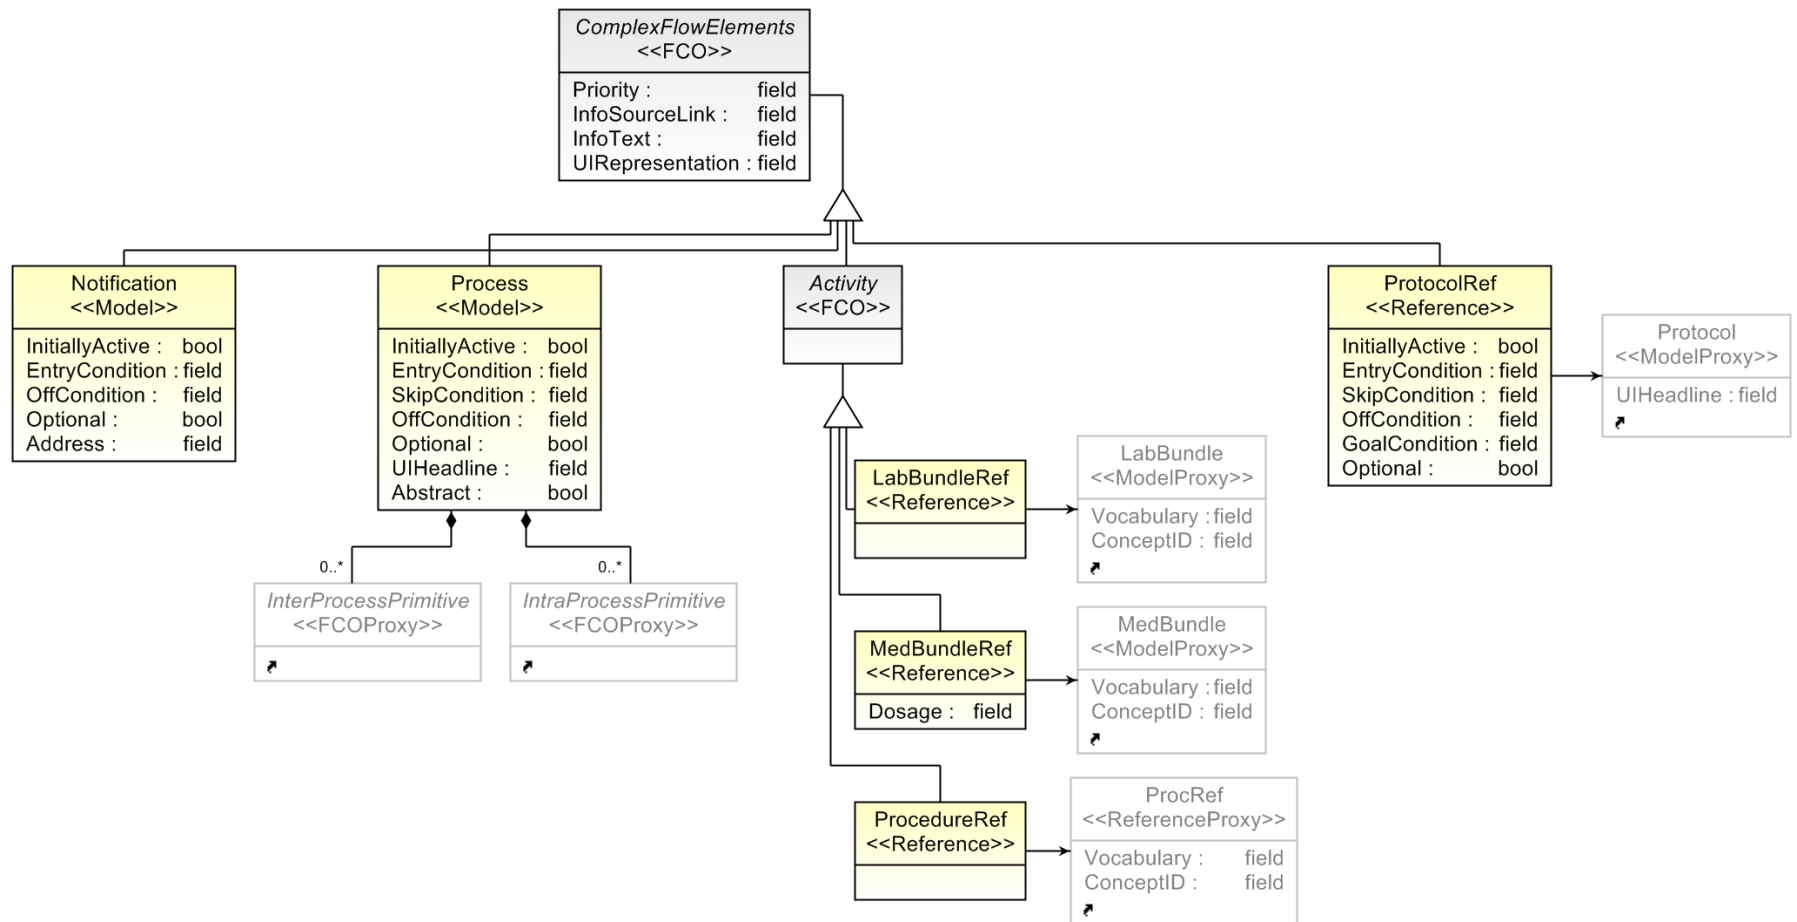 ComplexFlowElements
<<FCO>>
Priority : field
InfoSourceLink : field
InfoText : field
UIRepresentation : field
Notification
<<Model>>
InitiallyActive : bool
EntryCondition : field
OffCondition : field
Optional : bool
Address : field
Process
<<Model>>
InitiallyActive : bool
EntryCondition : field
SkipCondition : field
OffCondition : field
Optional : bool
UIHeadline : field
Abstract : bool
Activity
<<FCO>>
ProtocolRef
<<Reference>>
InitiallyActive : bool
EntryCondition : field
SkipCondition : field
OffCondition : field
GoalCondition : field
Optional : bool
Protocol
<<ModelProxy>>
UIHeadline : field
0..*
0..*
InterProcessPrimitive
<<FCOProxy>>
IntraProcessPrimitive
<<FCOProxy>>
LabBundleRef
<<Reference>>
LabBundle
<<ModelProxy>>
Vocabulary : field
ConceptID : field
MedBundleRef
<<Reference>>
Dosage : field
MedBundle
<<ModelProxy>>
Vocabulary : field
ConceptID : field
ProcedureRef
<<Reference>>
ProcRef
<<ReferenceProxy>>
Vocabulary : field
ConceptID : field